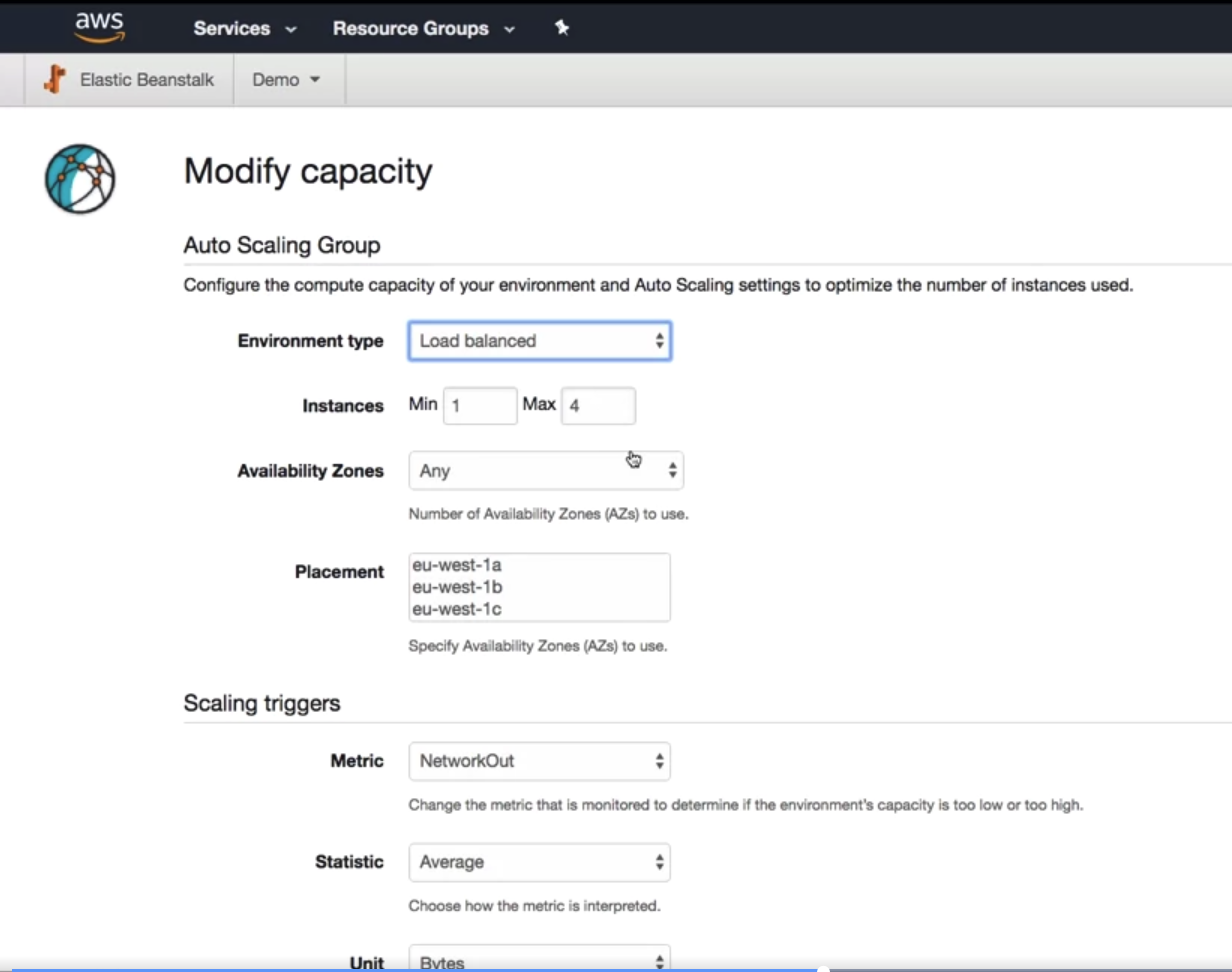 aws Services Resource Groups
Elastic Beanstalk Demo
Modify capacity
Auto Scaling Group
Configure the compute capacity of your environment and Auto Scaling settings to optimize the number of instances used.
Environment type Load balanced
Instances Min 1 Max 4
Availability Zones Any
Number of Availability Zones (AZs) to use.
Placement eu-west-1a
eu-west-1b
eu-west-1c
Specify Availability Zones (AZs) to use.
Scaling triggers
Metric NetworkOut
Change the metric that is monitored to determine if the environment's capacity is too low or too high.
Statistic Average
Choose how the metric is interpreted.
Unit Bytes